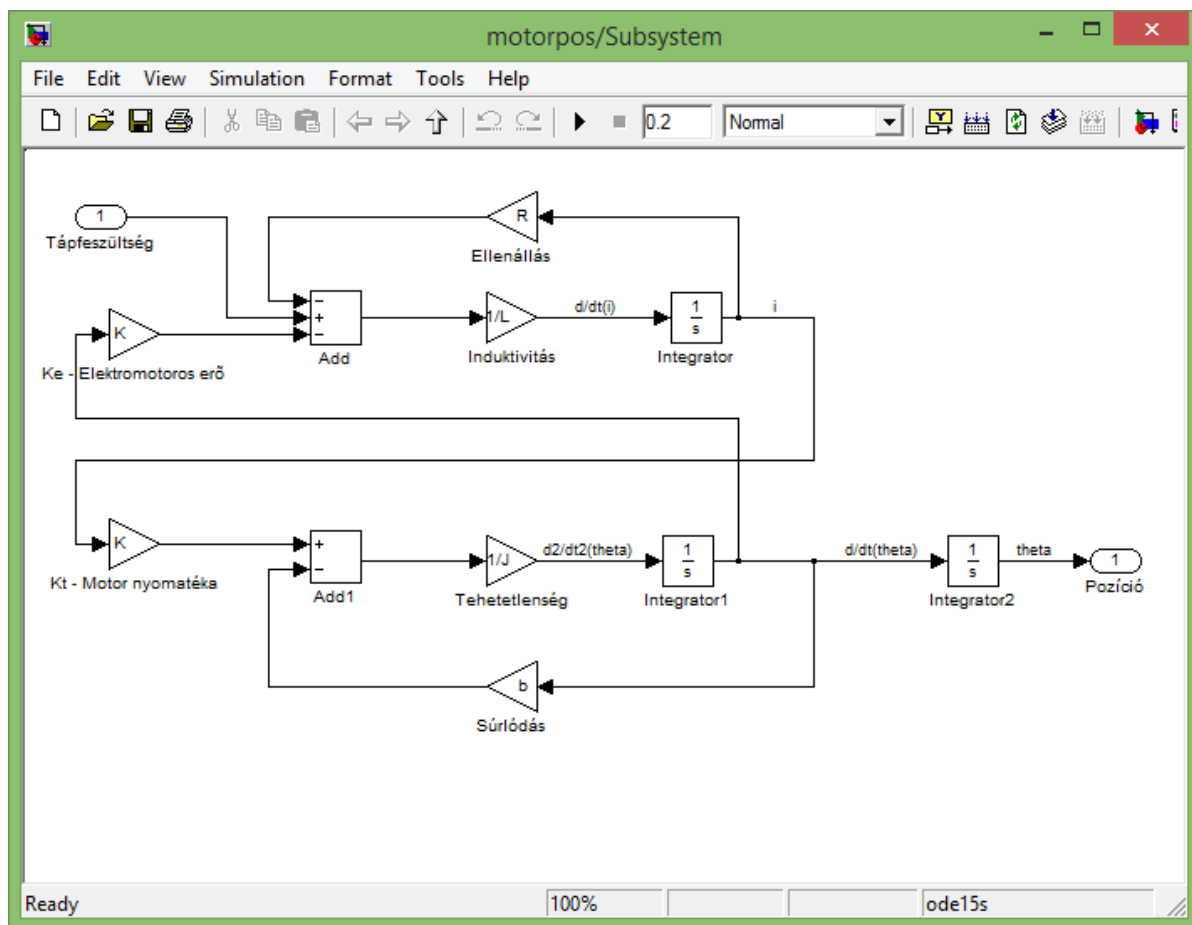 motorpos/Subsystem
File Edit View Simulation Format Tools Help
0.2 Normal
1
Tápfeszültség
R
Ellenállás
K
Ke - Elektromotoros erő
−
+
−
Add
1/L
Induktivitás
d/dt(i)
1
s
Integrator
i
K
Kt - Motor nyomatéka
+
−
Add1
1/J
Tehetetlenség
d2/dt2(theta)
1
s
Integrator1
d/dt(theta)
1
s
Integrator2
theta
1
Pozíció
b
Súrlódás
Ready 100% ode15s